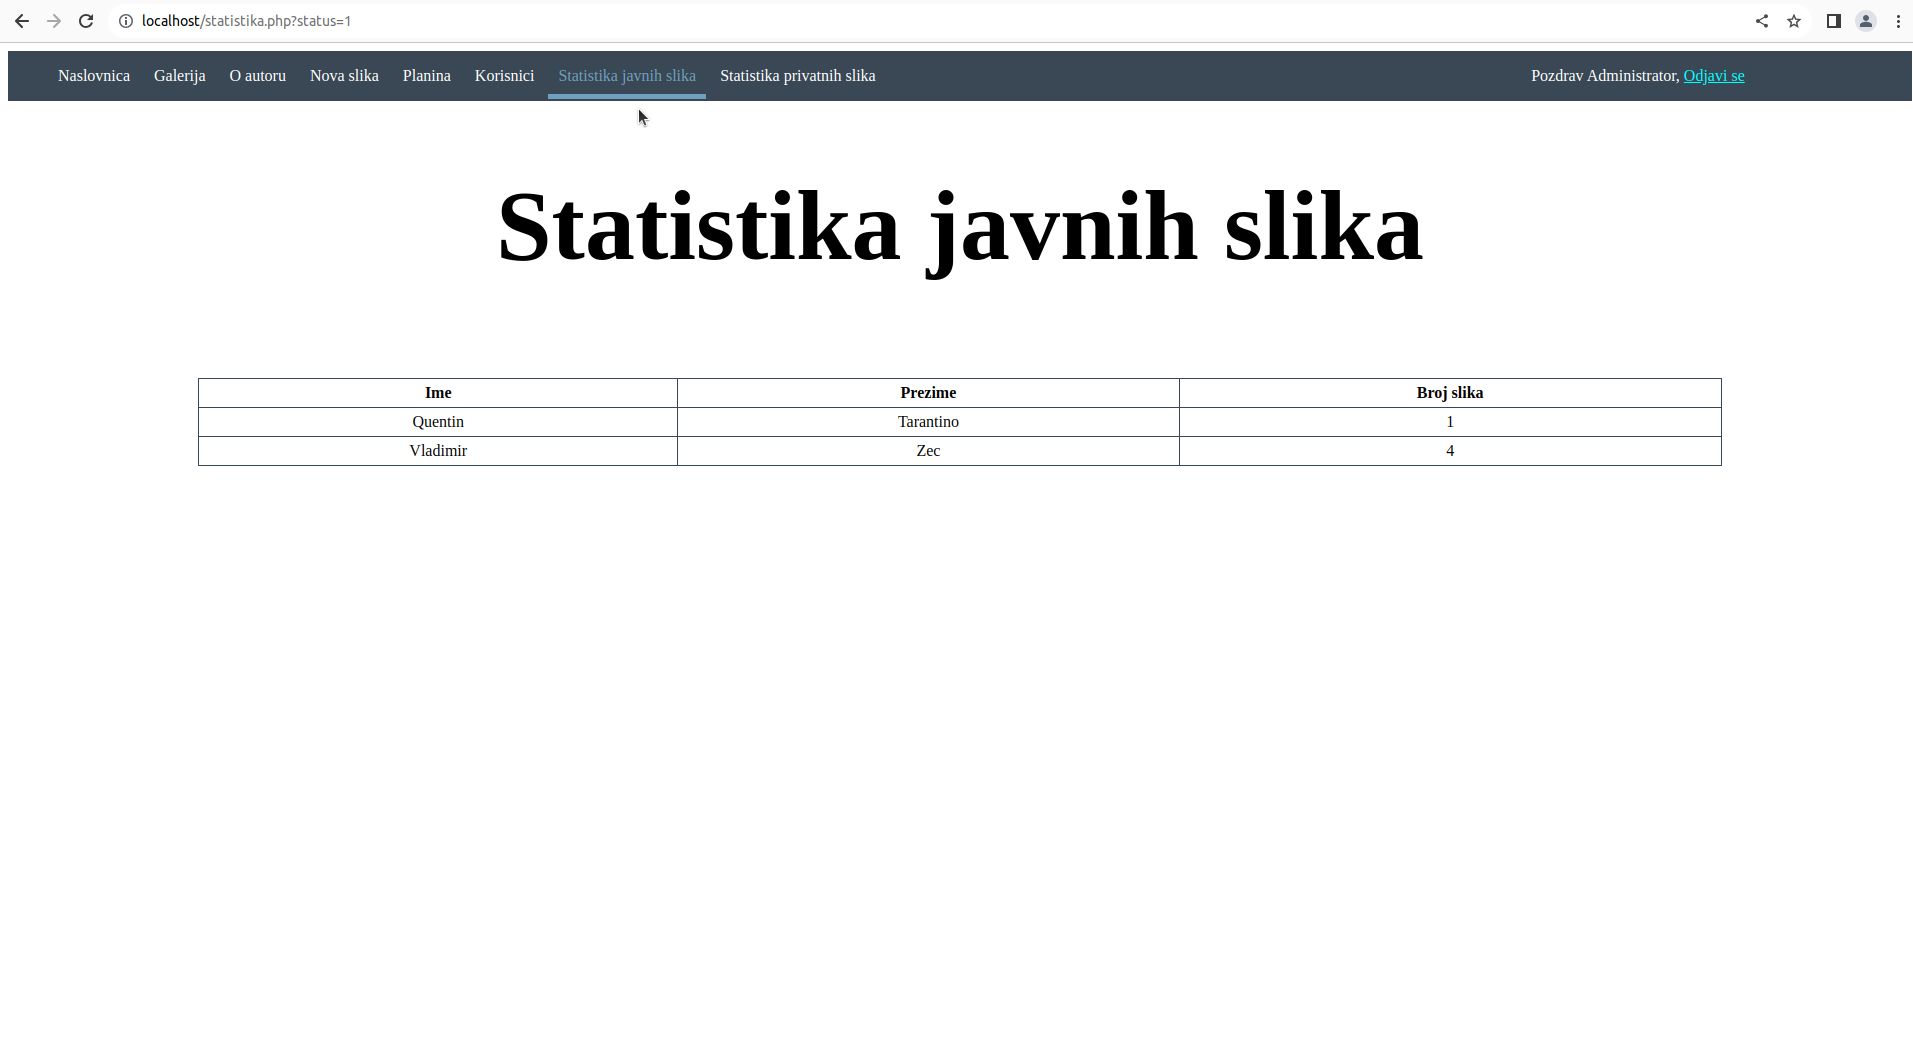 localhost/statistika.php?status=1
Naslovnica Galerija O autoru Nova slika Planina Korisnici Statistika javnih slika Statistika privatnih slika Pozdrav Administrator, Odjavi se
Statistika javnih slika
Ime Prezime Broj slika
Quentin Tarantino 1
Vladimir Zec 4